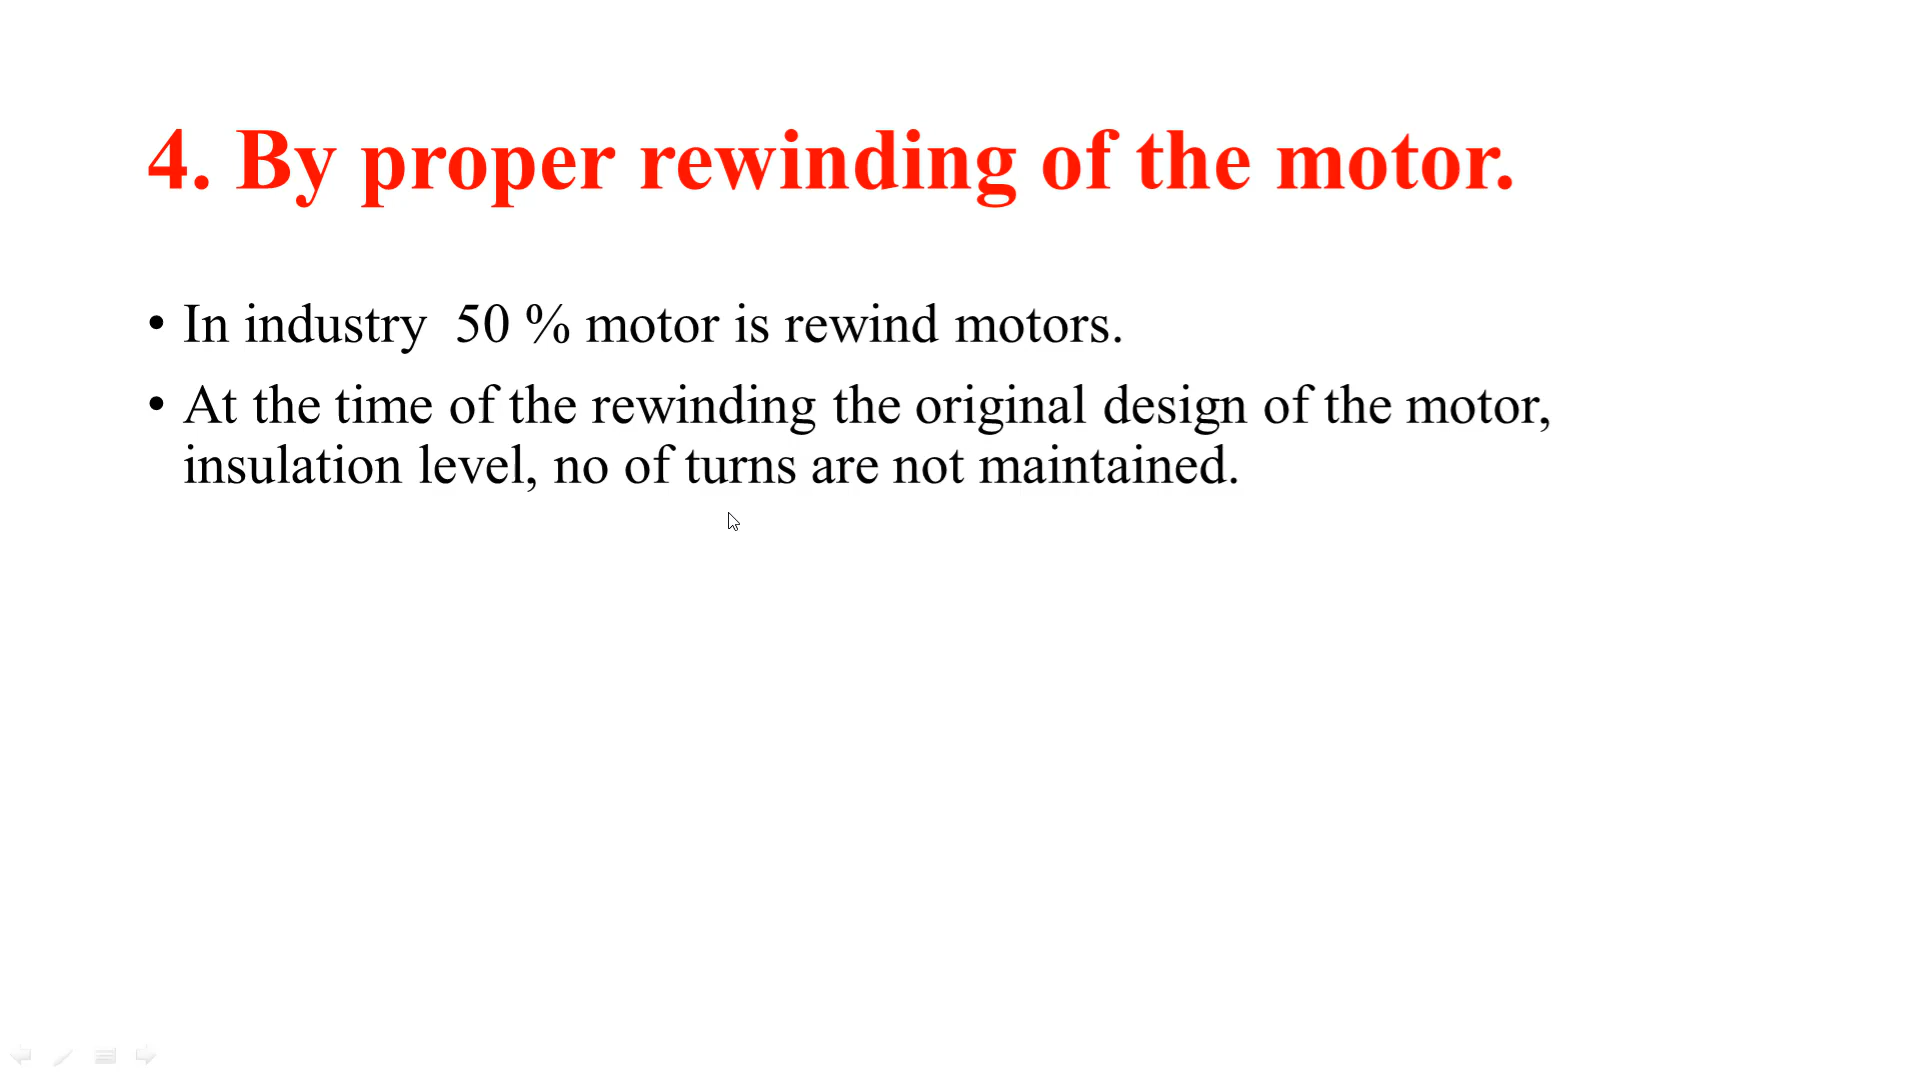 4. By proper rewinding of the motor.
• In industry  50 % motor is rewind motors.
• At the time of the rewinding the original design of the motor,
insulation level, no of turns are not maintained.